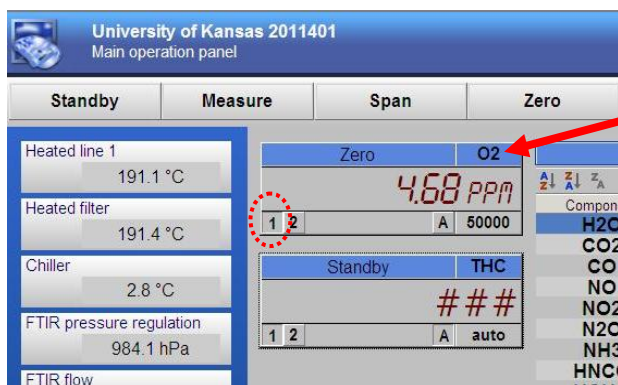 University of Kansas 2011401
Main operation panel
Standby Measure Span Zero
Heated line 1
191.1 °C
Heated filter
191.4 °C
Chiller
2.8 °C
FTIR pressure regulation
984.1 hPa
FTIR flow
Zero O2
4.68 PPM
1 2 A 50000
Standby THC
###
1 2 A auto
H2O
CO2
CO
NO
NO2
N2O
NH3